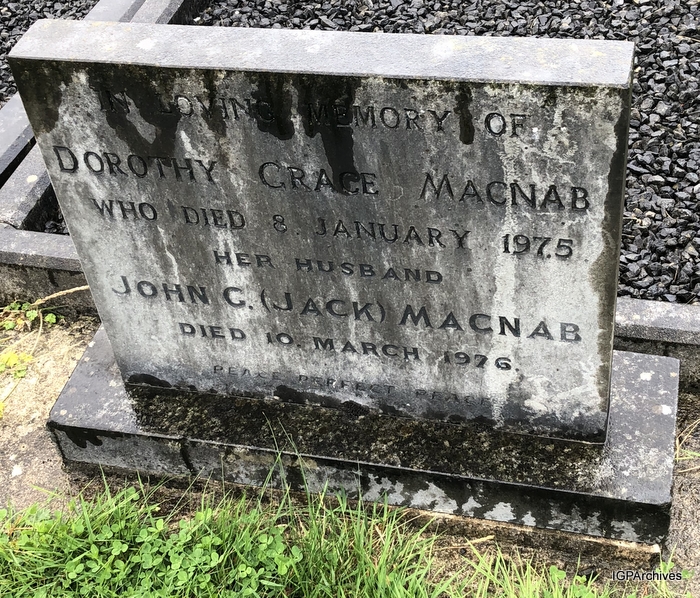 IN LOVING MEMORY OF
DOROTHY GRACE MACNAB
WHO DIED 8 JANUARY 1975
HER HUSBAND
JOHN G. (JACK) MACNAB
DIED 10. MARCH 1976.
PEACE PERFECT PEACE
IGPArchives